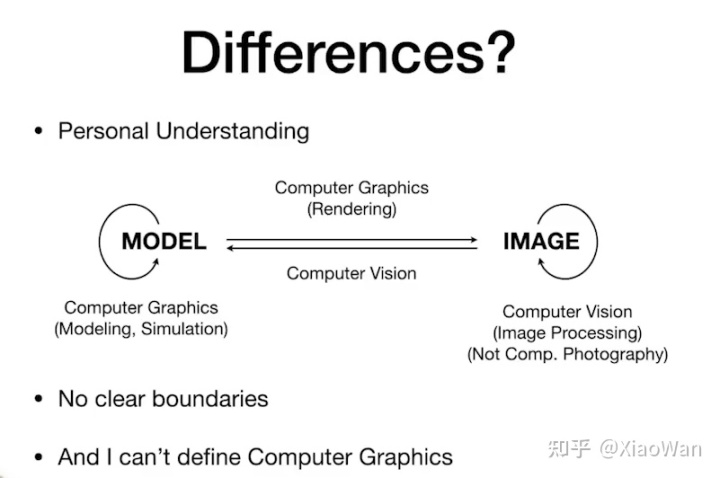 Differences?
• Personal Understanding
Computer Graphics
(Rendering)
MODEL
IMAGE
Computer Vision
Computer Graphics
(Modeling, Simulation)
Computer Vision
(Image Processing)
(Not Comp. Photography)
• No clear boundaries
• And I can't define Computer Graphics
知乎 @XiaoWan